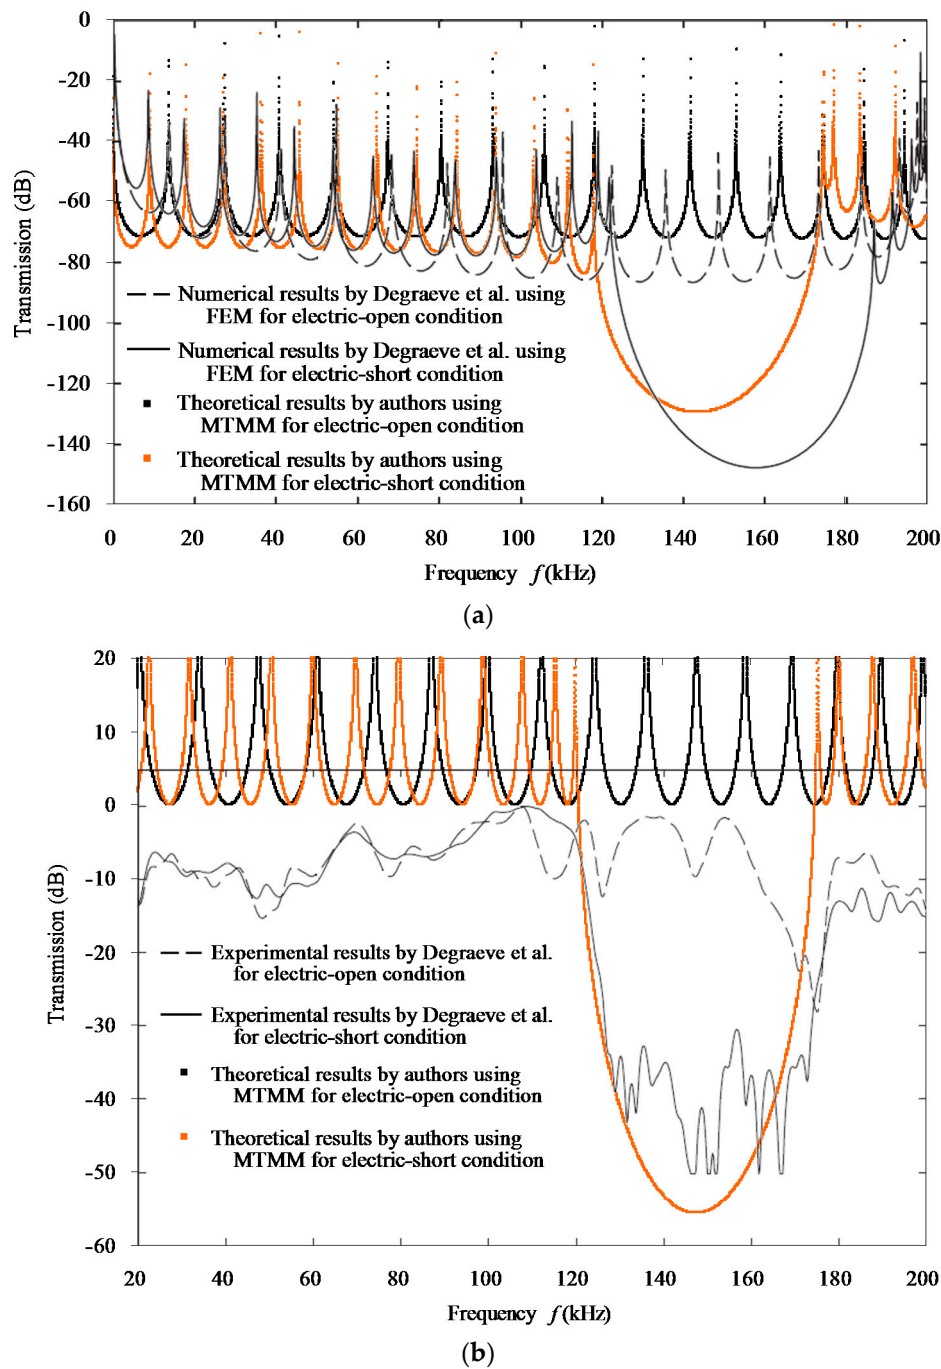 0
-20
-40
-60
-80
-100
-120
-140
-160
Transmission (dB)
Numerical results by Degraeve et al. using
FEM for electric-open condition
Numerical results by Degraeve et al. using
FEM for electric-short condition
Theoretical results by authors using
MTMM for electric-open condition
Theoretical results by authors using
MTMM for electric-short condition
0 20 40 60 80 100 120 140 160 180 200
Frequency f (kHz)
(a)
20
10
0
-10
-20
-30
-40
-50
-60
Transmission (dB)
Experimental results by Degraeve et al.
for electric-open condition
Experimental results by Degraeve et al.
for electric-short condition
Theoretical results by authors using
MTMM for electric-open condition
Theoretical results by authors using
MTMM for electric-short condition
20 40 60 80 100 120 140 160 180 200
Frequency f (kHz)
(b)